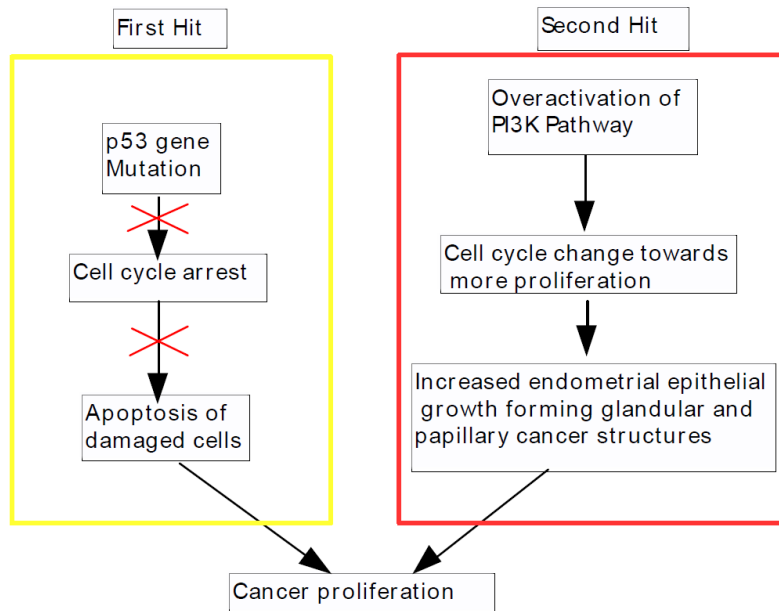 First Hit
Second Hit
p53 gene
Mutation
Cell cycle arrest
Apoptosis of
damaged cells
Overactivation of
PI3K Pathway
Cell cycle change towards
more proliferation
Increased endometrial epithelial
growth forming glandular and
papillary cancer structures
Cancer proliferation